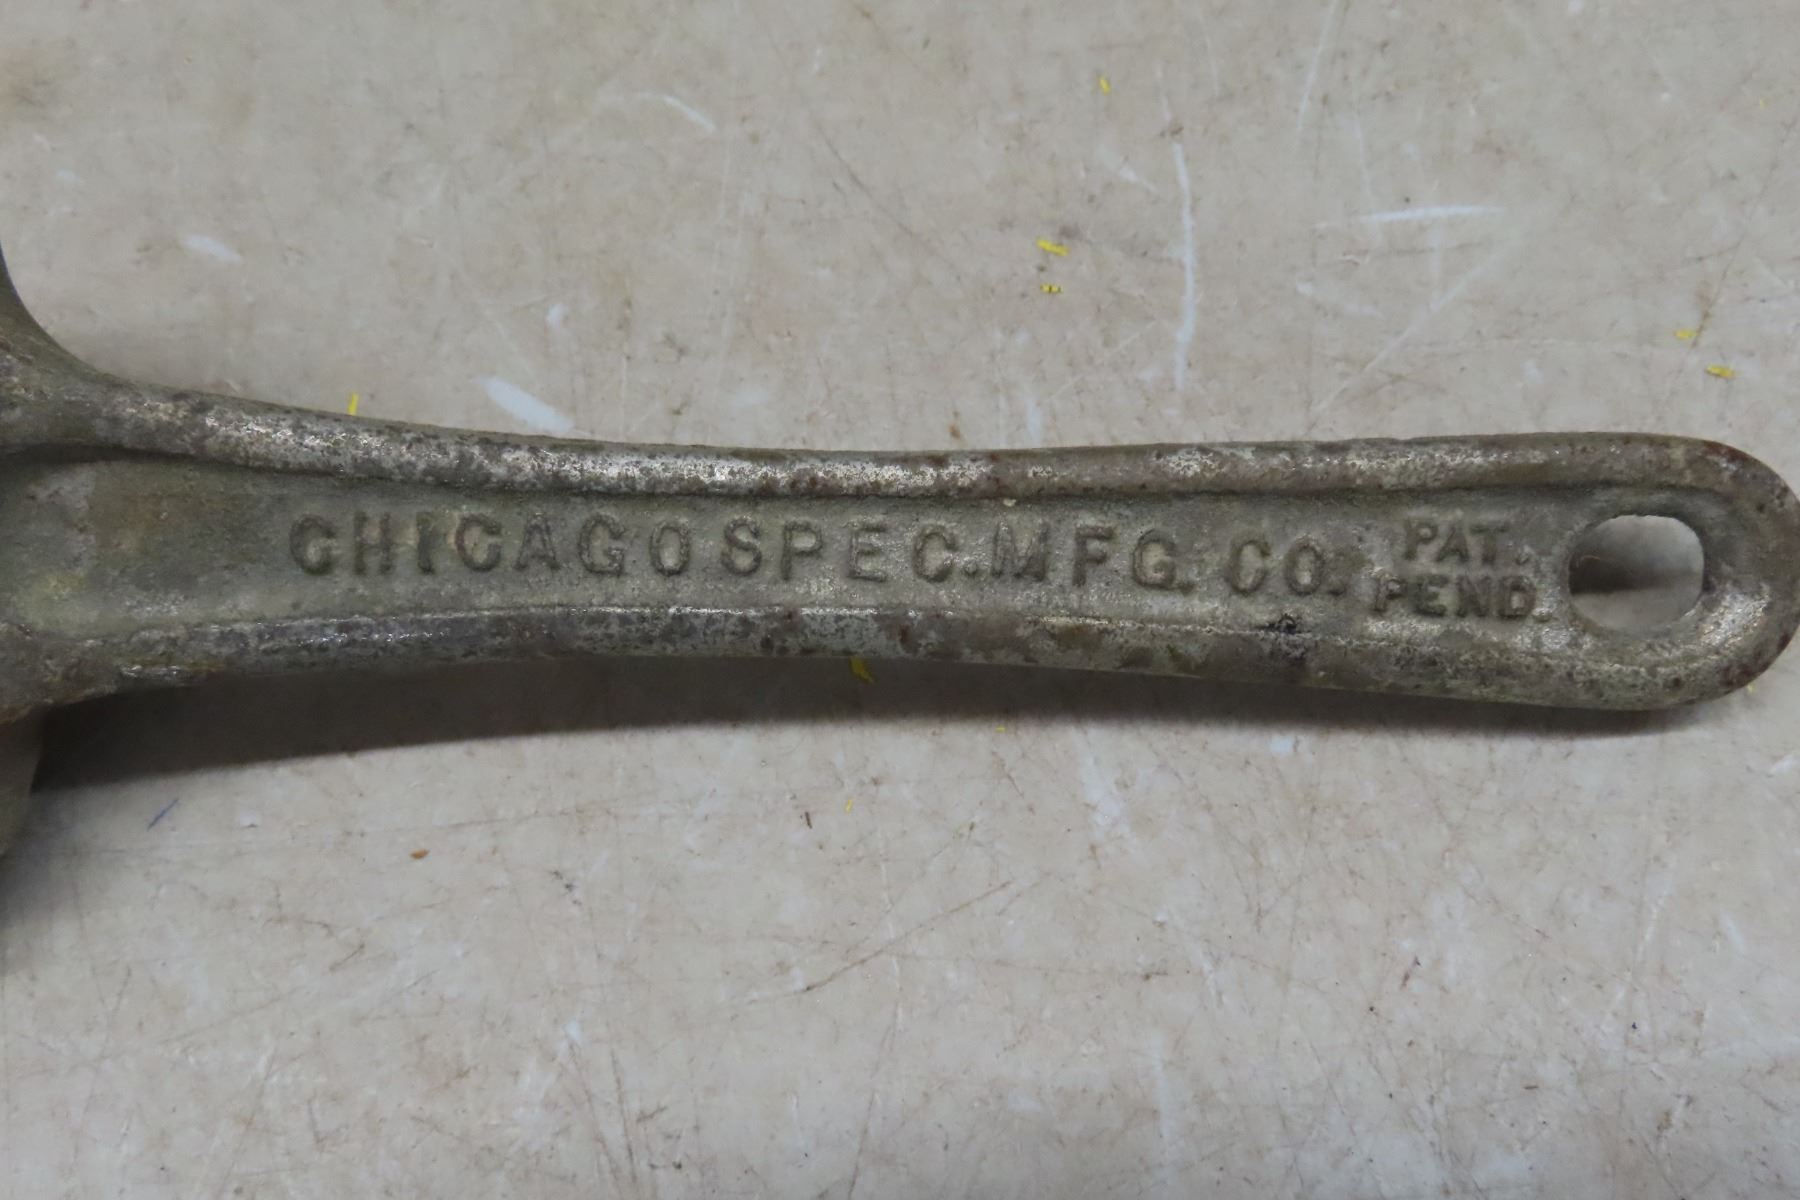 CHICAGO SPEC. MFG. CO. PAT.
PEND.